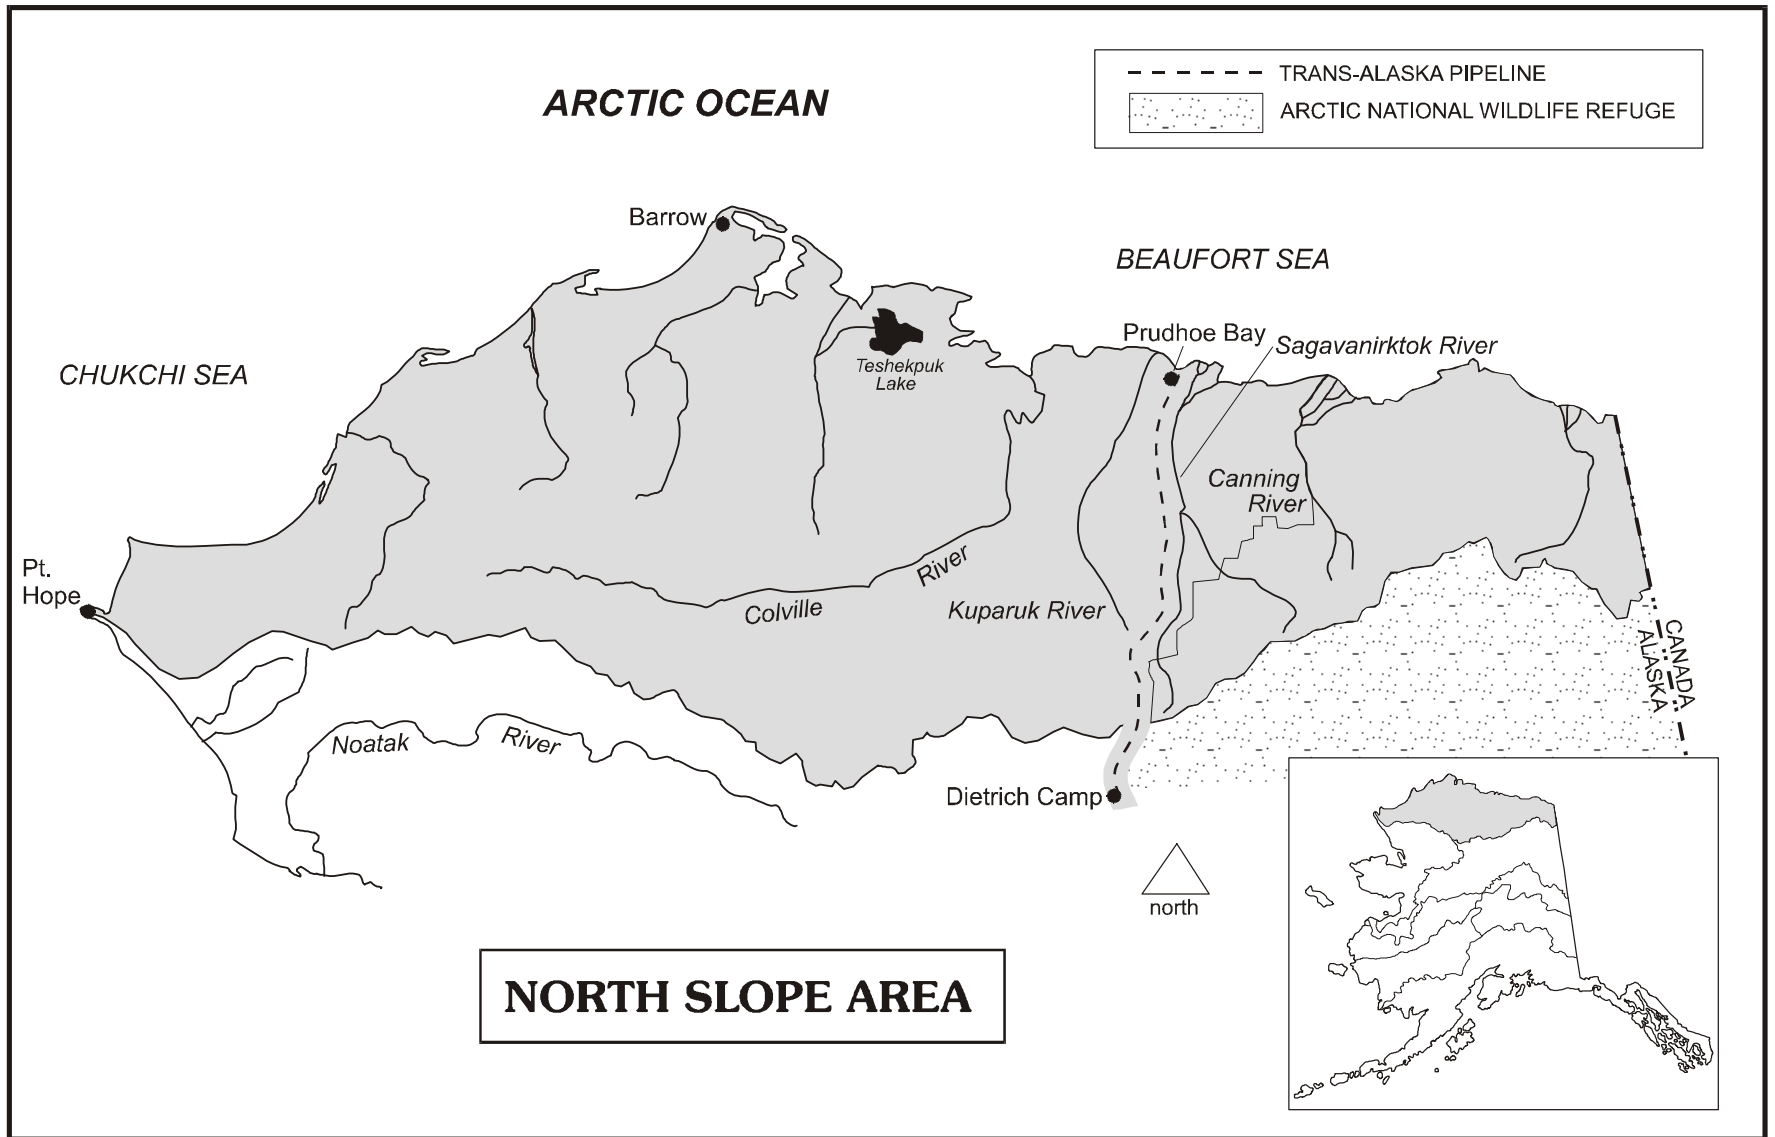 TRANS-ALASKA PIPELINE
ARCTIC NATIONAL WILDLIFE REFUGE
ARCTIC OCEAN
Barrow
BEAUFORT SEA
Prudhoe Bay
Sagavanirktok River
CHUKCHI SEA
Teshekpuk
Lake
Canning
River
Pt.
Hope
Colville
River
Kuparuk River
CANADA
ALASKA
Noatak
River
Dietrich Camp
north
NORTH SLOPE AREA